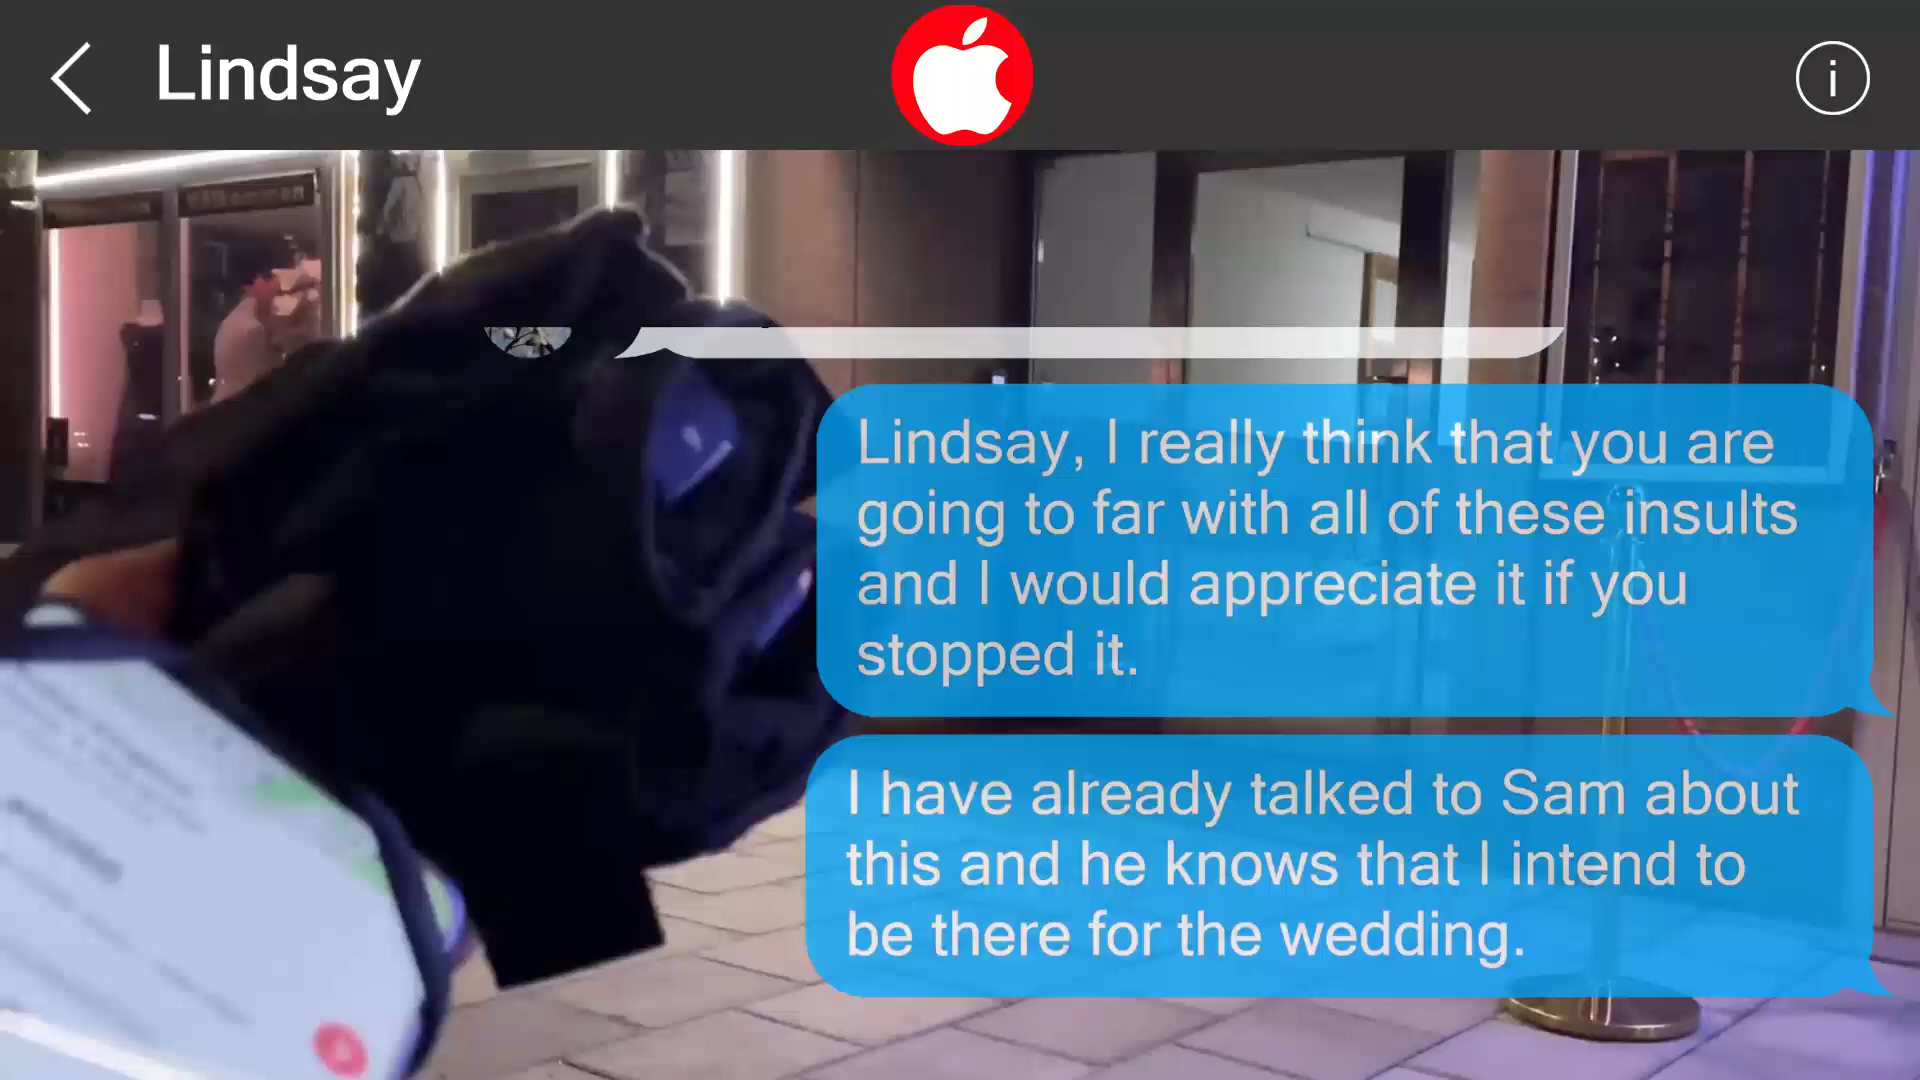 Lindsay
Lindsay, I really think that you are
going to far with all of these insults
and I would appreciate it if you
stopped it.
I have already talked to Sam about
this and he knows that I intend to
be there for the wedding.